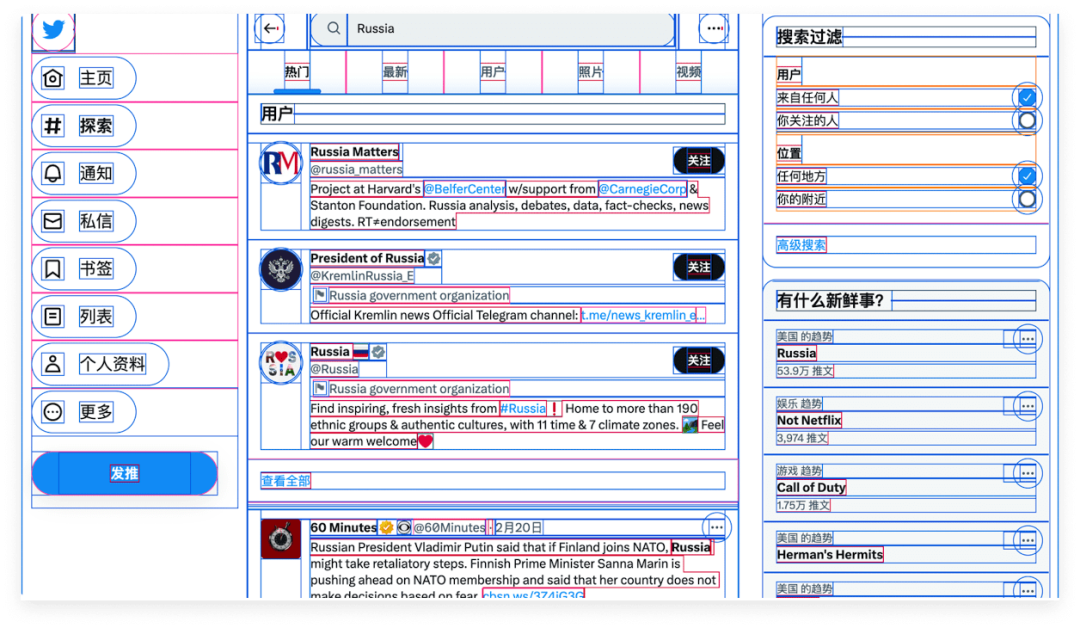 主页
探索
通知
私信
书签
列表
个人资料
更多
发推
Russia
热门
最新
用户
照片
视频
用户
RM
Russia Matters
@russia_matters
关注
Project at Harvard's @BelferCenter w/support from @CarnegieCorp &
Stanton Foundation. Russia analysis, debates, data, fact-checks, news
digests. RT≠endorsement
President of Russia
@KremlinRussia_E
关注
Russia government organization
Official Kremlin news Official Telegram channel: t.me/news_kremlin_e…
RUSSIA
Russia 🇷🇺
@Russia
关注
Russia government organization
Find inspiring, fresh insights from #Russia❗ Home to more than 190
ethnic groups & authentic cultures, with 11 time & 7 climate zones. 🏞 Feel
our warm welcome❤
查看全部
60 Minutes @60Minutes · 2月20日
Russian President Vladimir Putin said that if Finland joins NATO, Russia
might take retaliatory steps. Finnish Prime Minister Sanna Marin is
pushing ahead on NATO membership and said that her country does not
make decisions based on fear. cbsn.ws/3Z4jG3G
搜索过滤
用户
来自任何人
你关注的人
位置
任何地方
你的附近
高级搜索
有什么新鲜事?
美国 的趋势
Russia
53.9万 推文
娱乐 趋势
Not Netflix
3,974 推文
游戏 趋势
Call of Duty
1.75万 推文
美国 的趋势
Herman's Hermits
美国 的趋势